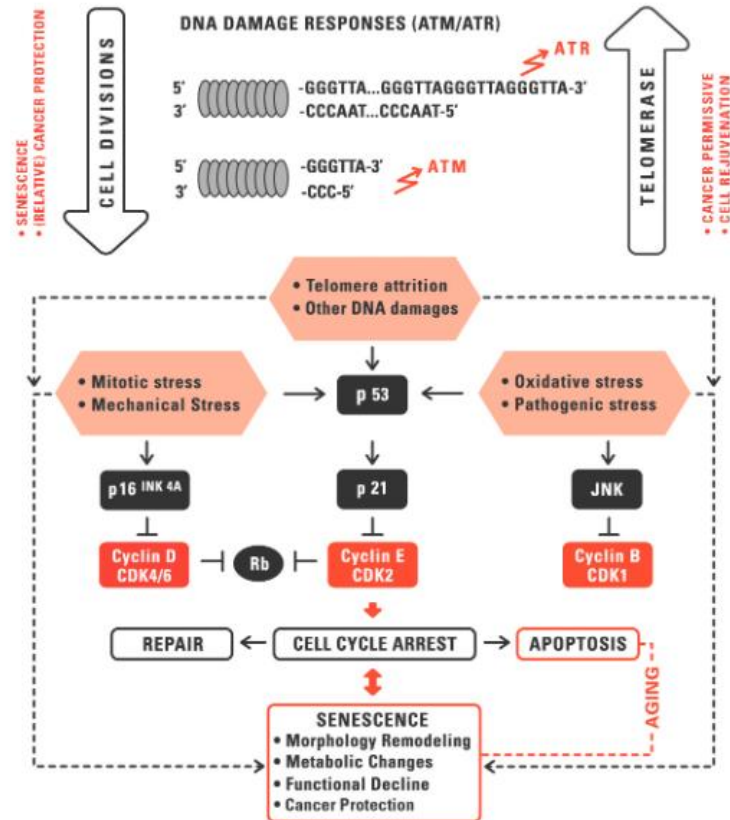 DNA DAMAGE RESPONSES (ATM/ATR)
CELL DIVISIONS
• SENESCENCE
• (RELATIVE) CANCER PROTECTION
ATR
5' -GGGTTA...GGGTTAGGGTTAGGGTTA-3'
3' -CCCAAT...CCCAAT-5'
5' -GGGTTA-3'
ATM
3' -CCC-5'
TELOMERASE
• CANCER PERMISSIVE
• CELL REJUVENATION
• Telomere attrition
• Other DNA damages
• Mitotic stress
• Mechanical Stress
p 53
• Oxidative stress
• Pathogenic stress
p16 INK 4A
p 21
JNK
Cyclin D
CDK4/6
Rb
Cyclin E
CDK2
Cyclin B
CDK1
REPAIR
CELL CYCLE ARREST
APOPTOSIS
AGING
SENESCENCE
• Morphology Remodeling
• Metabolic Changes
• Functional Decline
• Cancer Protection